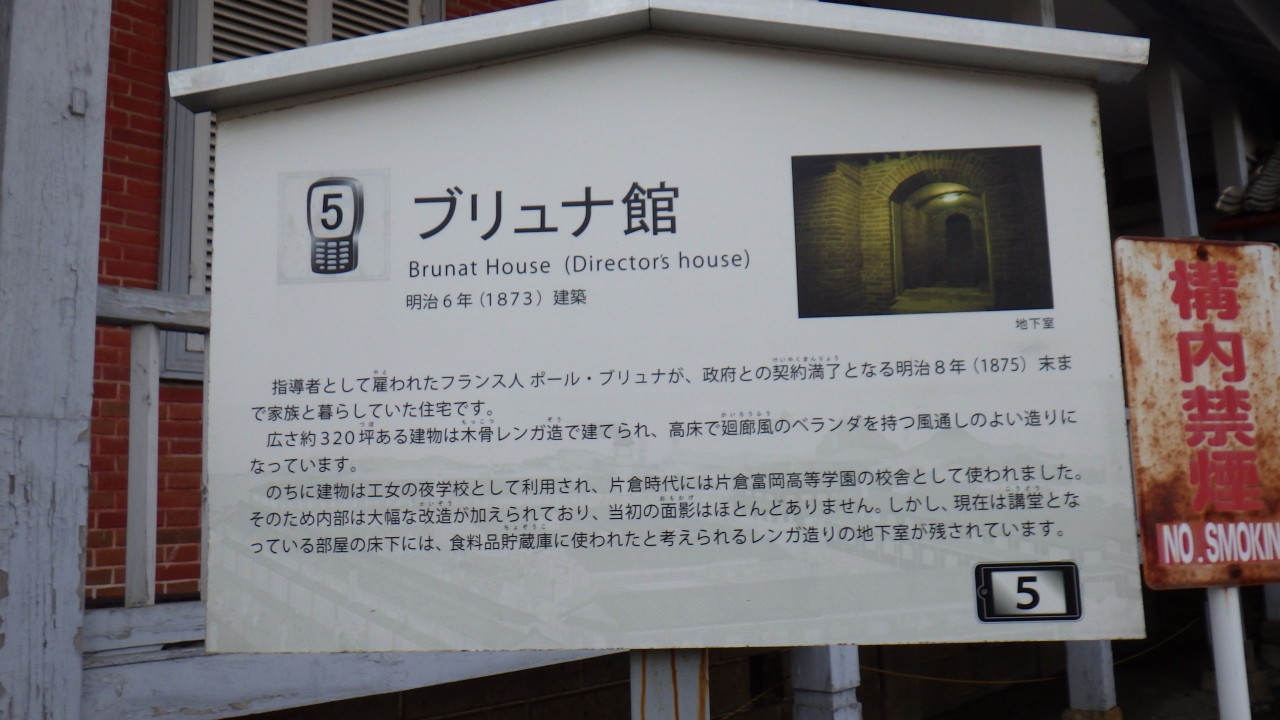 5
ブリュナ館
Brunat House (Director's house)
明治6年（1873）建築
地下室
指導者として雇われたフランス人 ポール・ブリュナが、政府との契約満了となる明治8年（1875）末ま
で家族と暮らしていた住宅です。
広さ約320坪ある建物は木骨レンガ造で建てられ、高床で廻廊風のベランダを持つ風通しのよい造りに
なっています。
のちに建物は工女の夜学校として利用され、片倉時代には片倉富岡高等学園の校舎として使われました。
そのため内部は大幅な改造が加えられており、当初の面影はほとんどありません。しかし、現在は講堂とな
っている部屋の床下には、食料品貯蔵庫に使われたと考えられるレンガ造りの地下室が残されています。
5
構内禁煙
NO.SMOKIN